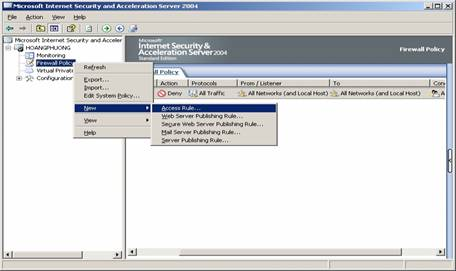 Microsoft Internet Security and Acceleration Server 2004
File Action View Help
Microsoft Internet Security and Acceler
HOANGPHUONG
Monitoring
Firewall Policy
Virtual Private
Configuration
Refresh
Export...
Import...
Edit System Policy...
New
View
Help
Access Rule...
Web Server Publishing Rule...
Secure Web Server Publishing Rule...
Mail Server Publishing Rule...
Server Publishing Rule...
Microsoft
Internet Security &
Acceleration Server 2004
Standard Edition
Firewall Policy
ll Policy
Action Protocols From / Listener To Con
Deny All Traffic All Networks (and Local Host) All Networks (and Local Host) A